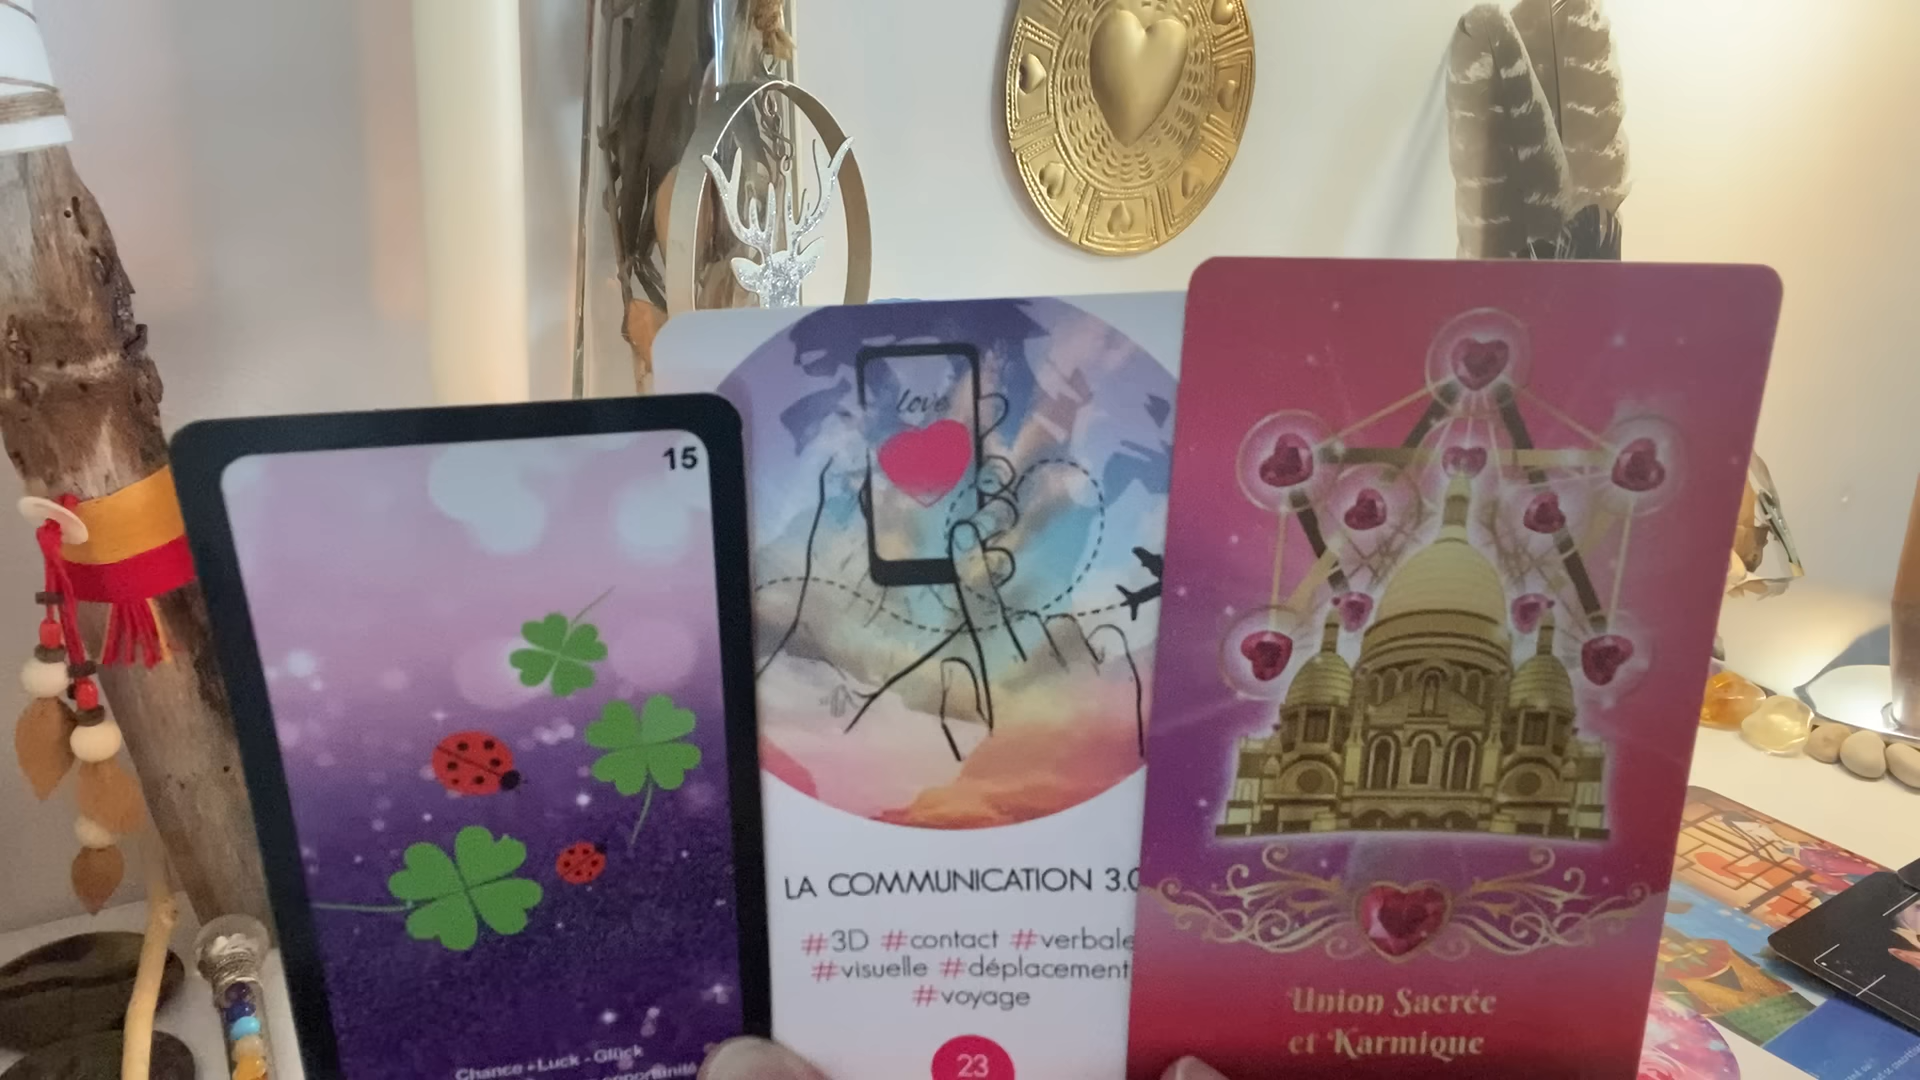 15
Chance - Luck - Glück
opportunité
love
LA COMMUNICATION 3.0
#3D #contact #verbale
#visuelle #déplacement
#voyage
23
Union Sacrée
et Karmique